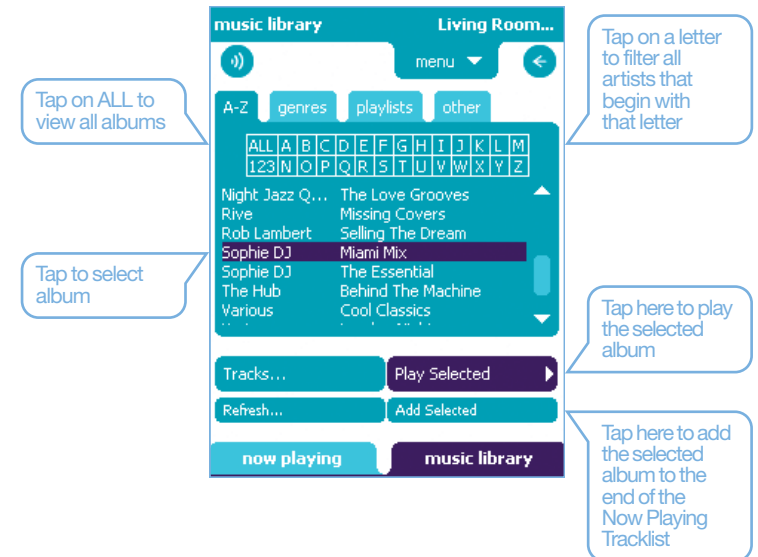 music library Living Room...
menu
A-Z genres playlists other
ALL A B C D E F G H I J K L M
123 N O P Q R S T U V W X Y Z
Night Jazz Q... The Love Grooves
Rive Missing Covers
Rob Lambert Selling The Dream
Sophie DJ Miami Mix
Sophie DJ The Essential
The Hub Behind The Machine
Various Cool Classics
Tracks... Play Selected
Refresh... Add Selected
now playing music library
Tap on ALL to
view all albums
Tap to select
album
Tap on a letter
to filter all
artists that
begin with
that letter
Tap here to play
the selected
album
Tap here to add
the selected
album to the
end of the
Now Playing
Tracklist